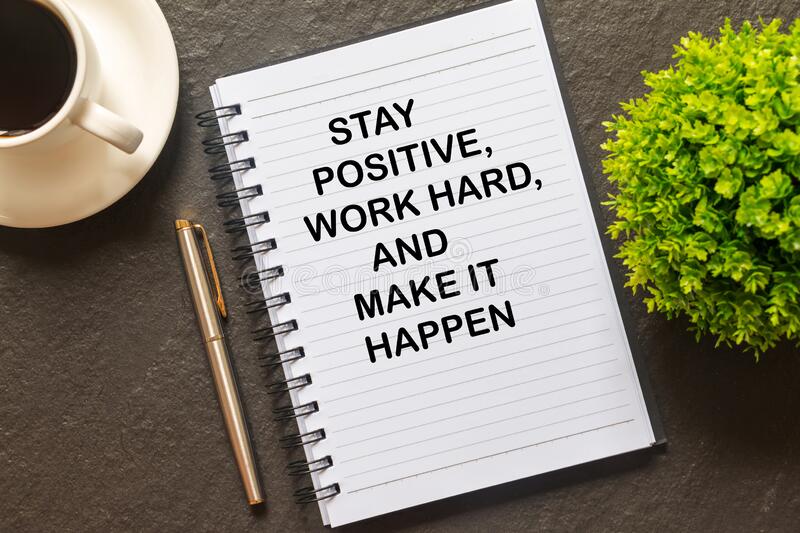 STAY
POSITIVE,
WORK HARD,
AND
MAKE IT
HAPPEN